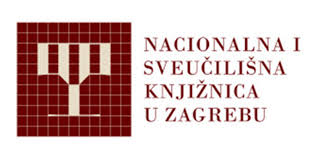 NACIONALNA I
SVEUČILIŠNA
KNJIŽNICA
U ZAGREBU